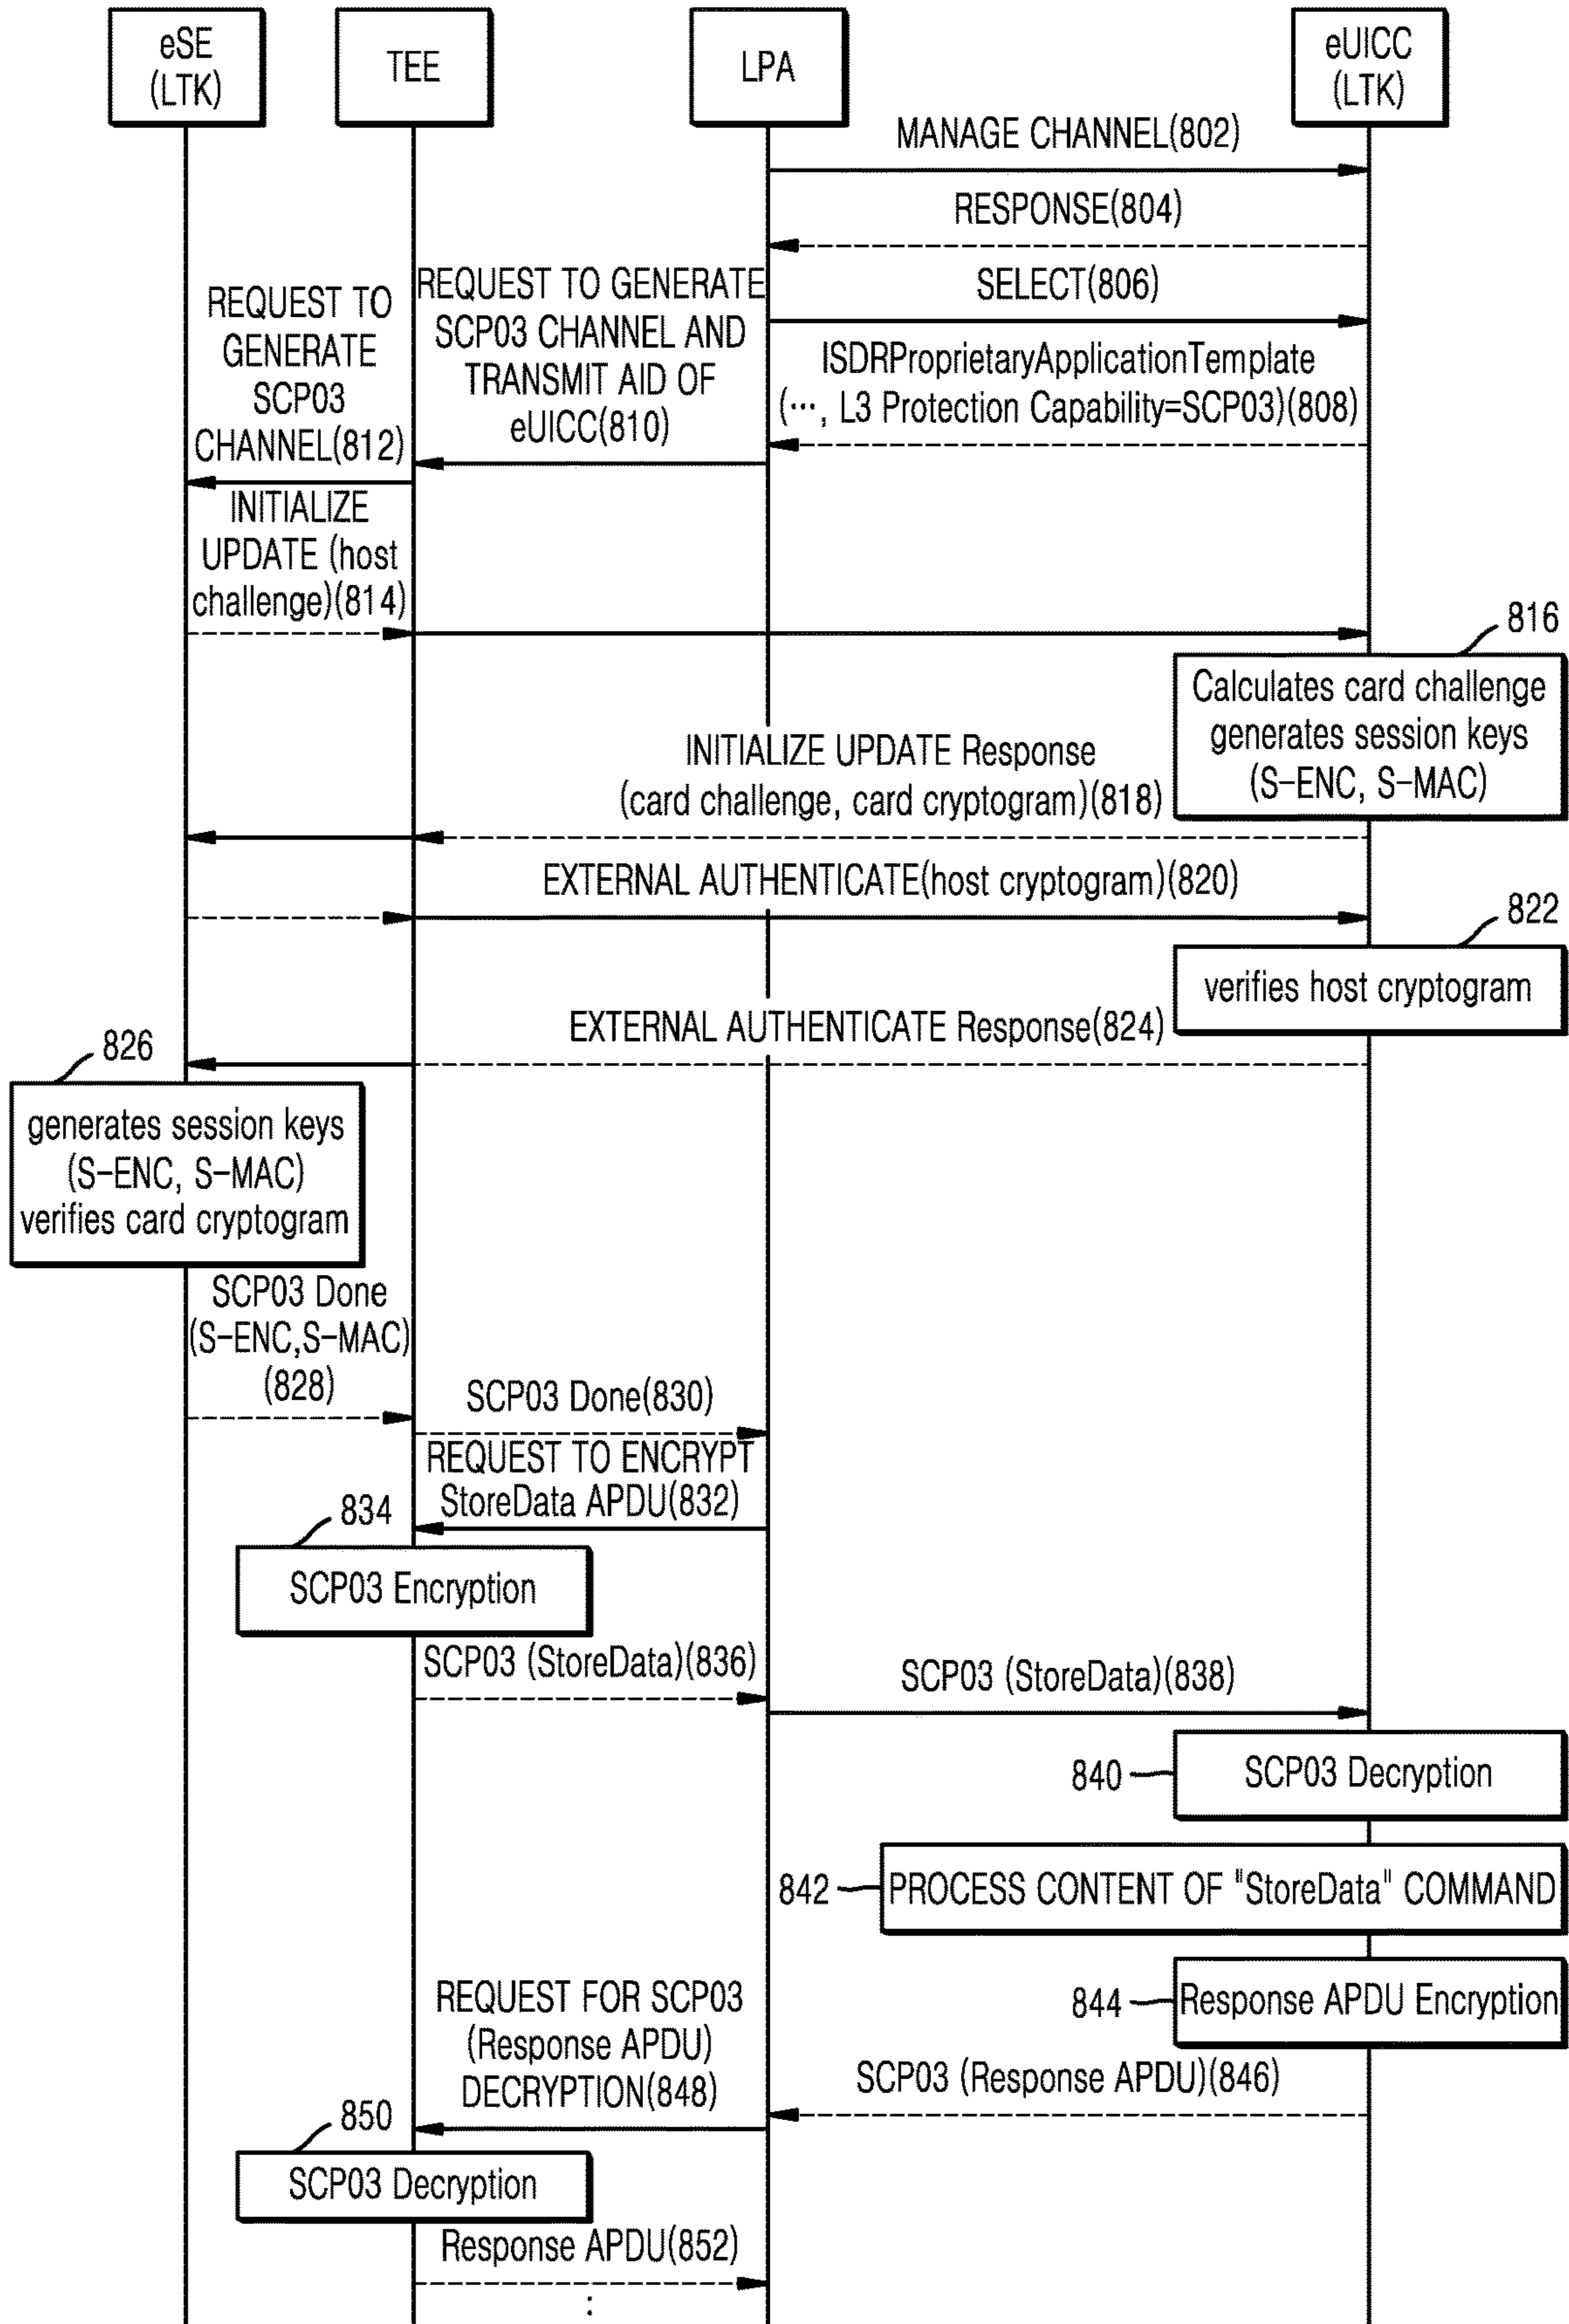 eSE
(LTK)
TEE
LPA
eUICC
(LTK)
MANAGE CHANNEL(802)
RESPONSE(804)
SELECT(806)
ISDRProprietaryApplicationTemplate
(···, L3 Protection Capability=SCP03)(808)
REQUEST TO GENERATE
SCP03 CHANNEL AND
TRANSMIT AID OF
eUICC(810)
REQUEST TO
GENERATE
SCP03
CHANNEL(812)
INITIALIZE
UPDATE (host
challenge)(814)
816
Calculates card challenge
generates session keys
(S-ENC, S-MAC)
INITIALIZE UPDATE Response
(card challenge, card cryptogram)(818)
EXTERNAL AUTHENTICATE(host cryptogram)(820)
822
verifies host cryptogram
EXTERNAL AUTHENTICATE Response(824)
826
generates session keys
(S-ENC, S-MAC)
verifies card cryptogram
SCP03 Done
(S-ENC,S-MAC)
(828)
SCP03 Done(830)
REQUEST TO ENCRYPT
StoreData APDU(832)
834
SCP03 Encryption
SCP03 (StoreData)(836)
SCP03 (StoreData)(838)
840
SCP03 Decryption
842
PROCESS CONTENT OF "StoreData" COMMAND
844
Response APDU Encryption
SCP03 (Response APDU)(846)
REQUEST FOR SCP03
(Response APDU)
DECRYPTION(848)
850
SCP03 Decryption
Response APDU(852)
: